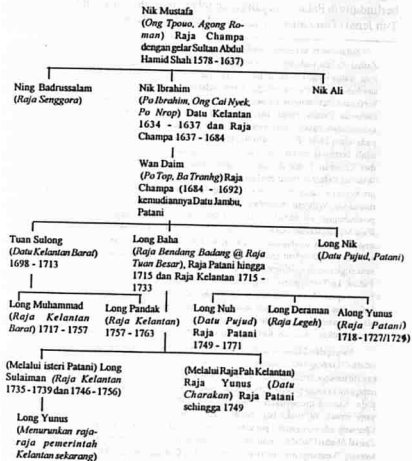 Nik Mustafa
(Ong Tpouo, Agong Ro-
man) Raja Champa
dengan gelar Sultan Abdul
Hamid Shah 1578 - 1637)
Ning Badrussalam
(Raja Senggora)
Nik Ibrahim
(Po Ibrahim, Ong Cai Nyek,
Po Nrop) Datu Kelantan
1634 - 1637 dan Raja
Champa 1637 - 1684
Nik Ali
Wan Daim
(Po Top, Ba Tranhg) Raja
Champa (1684 - 1692)
kemudiannya Datu Jambu,
Patani
Tuan Sulong
(Datu Kelantan Barat)
1698 - 1713
Long Baha
(Raja Bendang Badang @ Raja
Tuan Besar), Raja Patani hingga
1715 dan Raja Kelantan 1715 -
1733
Long Nik
(Datu Pujud, Patani)
Long Muhammad
(Raja Kelantan
Barat) 1717 - 1757
Long Pandak
(Raja Kelantan)
1757 - 1763
Long Nuh
(Datu Pujud)
Raja Patani
1749 - 1771
Long Deraman
(Raja Legeh)
Along Yunus
(Raja Patani)
1718 - 1727/1729)
(Melalui isteri Patani) Long
Sulaiman (Raja Kelantan
1735 - 1739 dan 1746 - 1756)
(Melalui Raja Pah Kelantan)
Raja Yunus (Datu
Charakan) Raja Patani
sehingga 1749
Long Yunus
(Menurunkan raja-
raja pemerintah
Kelantan sekarang)